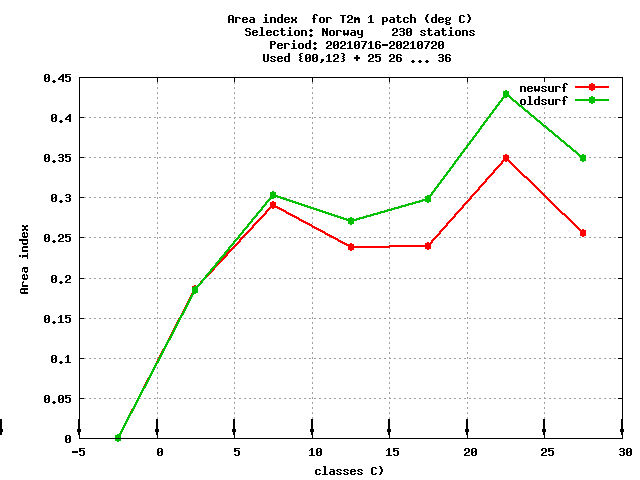 Area index  for T2m 1 patch (deg C)
Selection: Norway    230 stations
Period: 20210716-20210720
Used {00,12} + 25 26 ... 36
0.45
newsurf
oldsurf
0.4
0.35
0.3
0.25
Area index
0.2
0.15
0.1
0.05
0
-5 0 5 10 15 20 25 30
classes C)